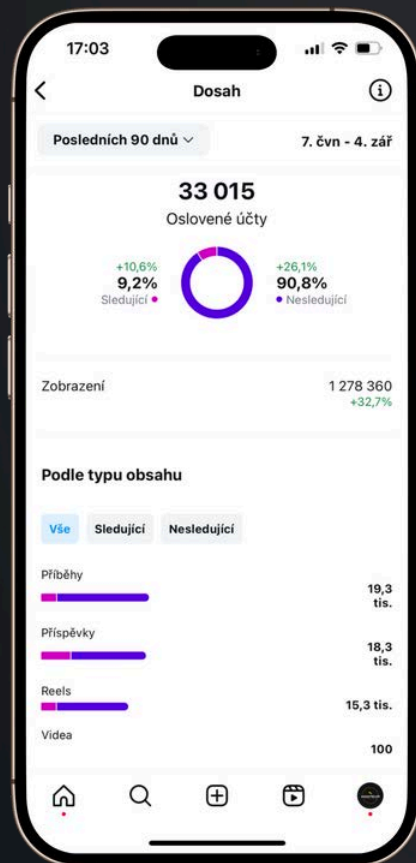 17:03
Dosah
Posledních 90 dnů
7. čvn - 4. zář
33 015
Oslovené účty
+10,6%
9,2%
Sledující
+26,1%
90,8%
Nesledující
Zobrazení
1 278 360
+32,7%
Podle typu obsahu
Vše Sledující Nesledující
Příběhy
19,3
tis.
Příspěvky
18,3
tis.
Reels
15,3 tis.
Videa
100